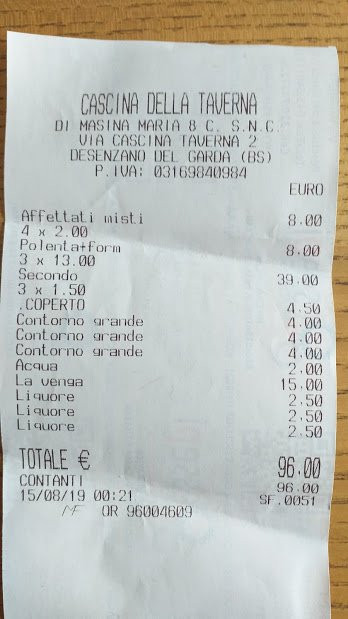 CASCINA DELLA TAVERNA
DI MASINA MARIA & C. S.N.C.
VIA CASCINA TAVERNA 2
DESENZANO DEL GARDA (BS)
P.IVA: 03169840984
EURO
Affettati misti 8.00
4 x 2.00
Polenta+form 8.00
3 x 13.00
Secondo 39.00
3 x 1.50
.COPERTO 4.50
Contorno grande 4.00
Contorno grande 4.00
Contorno grande 4.00
Acqua 2.00
La venga 15.00
Liquore 2.50
Liquore 2.50
Liquore 2.50
TOTALE € 96.00
CONTANTI 96.00
15/08/19 00:21 SF.0051
MF QR 96004609